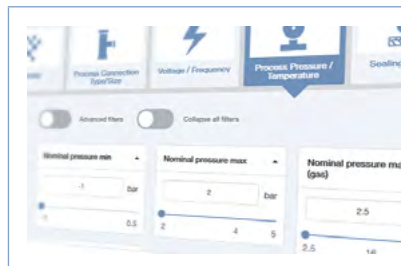 Process Connection
Type/Size
Voltage / Frequency
Process Pressure /
Temperature
Sealing
Advanced filters
Collapse all filters
Nominal pressure min
-1
bar
0.5
Nominal pressure max
2
bar
2 4 5
Nominal pressure
(gas)
2.5
2.5